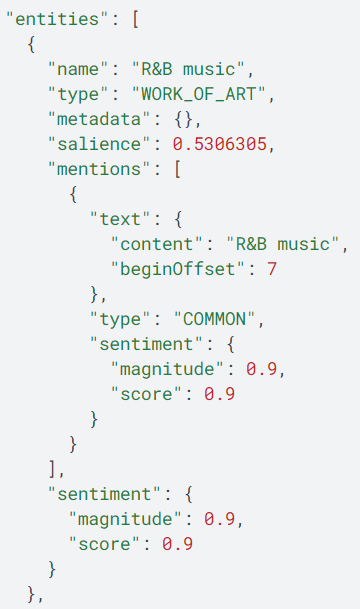 "entities": [
  {
    "name": "R&B music",
    "type": "WORK_OF_ART",
    "metadata": {},
    "salience": 0.5306305,
    "mentions": [
      {
        "text": {
          "content": "R&B music",
          "beginOffset": 7
        },
        "type": "COMMON",
        "sentiment": {
          "magnitude": 0.9,
          "score": 0.9
        }
      }
    ],
    "sentiment": {
      "magnitude": 0.9,
      "score": 0.9
    }
  },